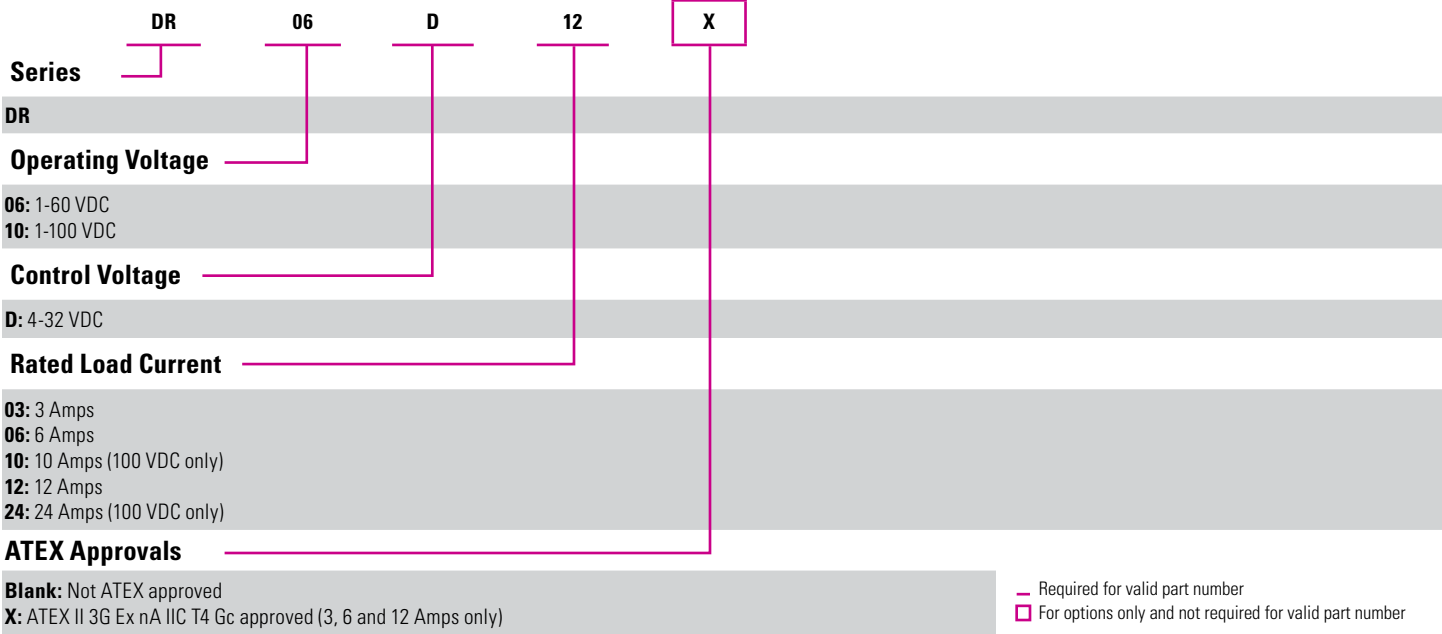 DR 06 D 12 X
Series
DR
Operating Voltage
06: 1-60 VDC
10: 1-100 VDC
Control Voltage
D: 4-32 VDC
Rated Load Current
03: 3 Amps
06: 6 Amps
10: 10 Amps (100 VDC only)
12: 12 Amps
24: 24 Amps (100 VDC only)
ATEX Approvals
Blank: Not ATEX approved
X: ATEX II 3G Ex nA IIC T4 Gc approved (3, 6 and 12 Amps only)
Required for valid part number
For options only and not required for valid part number